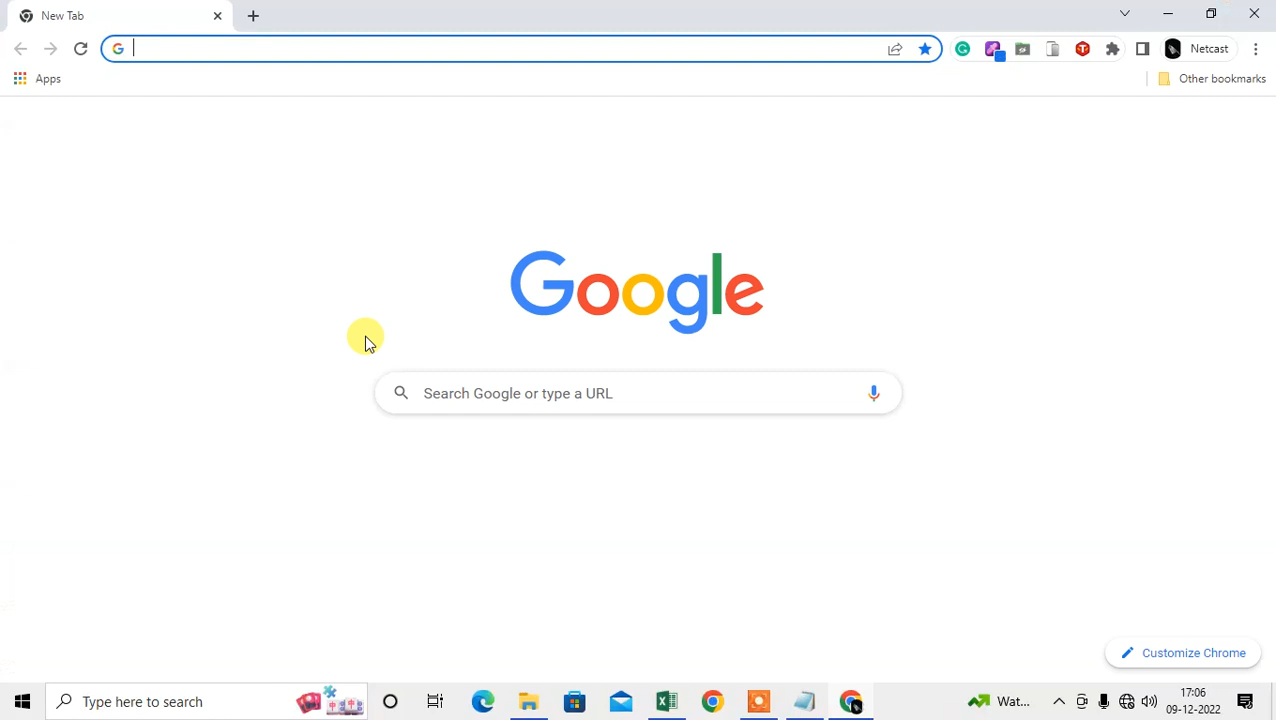 New Tab
Netcast
Apps
Other bookmarks
Google
Search Google or type a URL
Customize Chrome
Type here to search
Wat...
17:06
09-12-2022